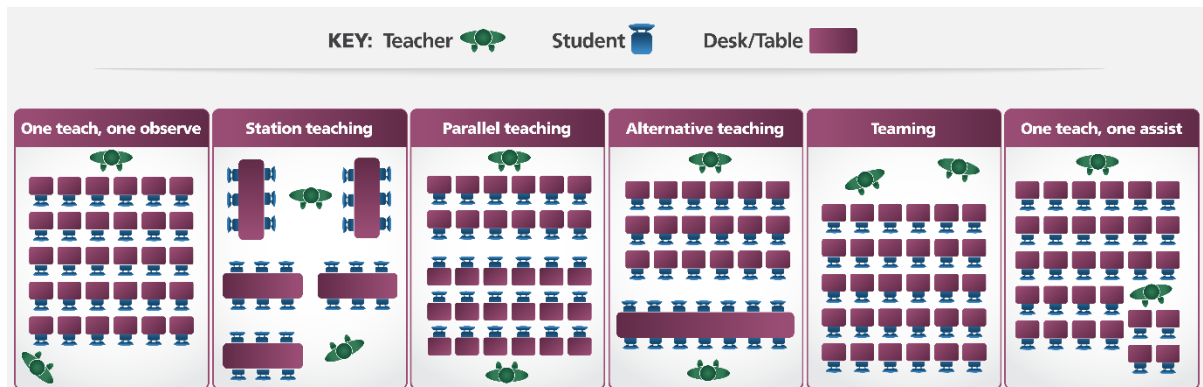 KEY: Teacher Student Desk/Table
One teach, one observe
Station teaching
Parallel teaching
Alternative teaching
Teaming
One teach, one assist